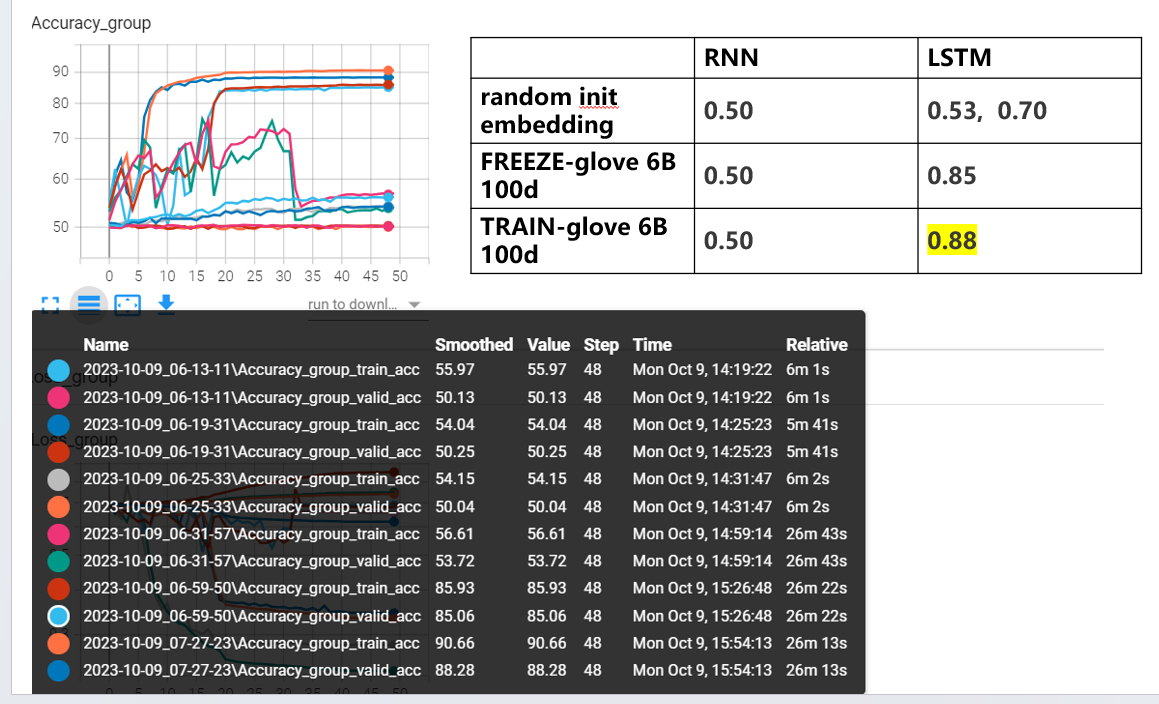 Accuracy_group
90
80
70
60
50
0 5 10 15 20 25 30 35 40 45 50
run to downl...
RNN LSTM
random init
embedding
0.50 0.53, 0.70
FREEZE-glove 6B
100d
0.50 0.85
TRAIN-glove 6B
100d
0.50 0.88
Name Smoothed Value Step Time Relative
2023-10-09_06-13-11\Accuracy_group_train_acc 55.97 55.97 48 Mon Oct 9, 14:19:22 6m 1s
2023-10-09_06-13-11\Accuracy_group_valid_acc 50.13 50.13 48 Mon Oct 9, 14:19:22 6m 1s
2023-10-09_06-19-31\Accuracy_group_train_acc 54.04 54.04 48 Mon Oct 9, 14:25:23 5m 41s
2023-10-09_06-19-31\Accuracy_group_valid_acc 50.25 50.25 48 Mon Oct 9, 14:25:23 5m 41s
2023-10-09_06-25-33\Accuracy_group_train_acc 54.15 54.15 48 Mon Oct 9, 14:31:47 6m 2s
2023-10-09_06-25-33\Accuracy_group_valid_acc 50.04 50.04 48 Mon Oct 9, 14:31:47 6m 2s
2023-10-09_06-31-57\Accuracy_group_train_acc 56.61 56.61 48 Mon Oct 9, 14:59:14 26m 43s
2023-10-09_06-31-57\Accuracy_group_valid_acc 53.72 53.72 48 Mon Oct 9, 14:59:14 26m 43s
2023-10-09_06-59-50\Accuracy_group_train_acc 85.93 85.93 48 Mon Oct 9, 15:26:48 26m 22s
2023-10-09_06-59-50\Accuracy_group_valid_acc 85.06 85.06 48 Mon Oct 9, 15:26:48 26m 22s
2023-10-09_07-27-23\Accuracy_group_train_acc 90.66 90.66 48 Mon Oct 9, 15:54:13 26m 13s
2023-10-09_07-27-23\Accuracy_group_valid_acc 88.28 88.28 48 Mon Oct 9, 15:54:13 26m 13s
Loss_group
0 5 10 15 20 25 30 35 40 45 50